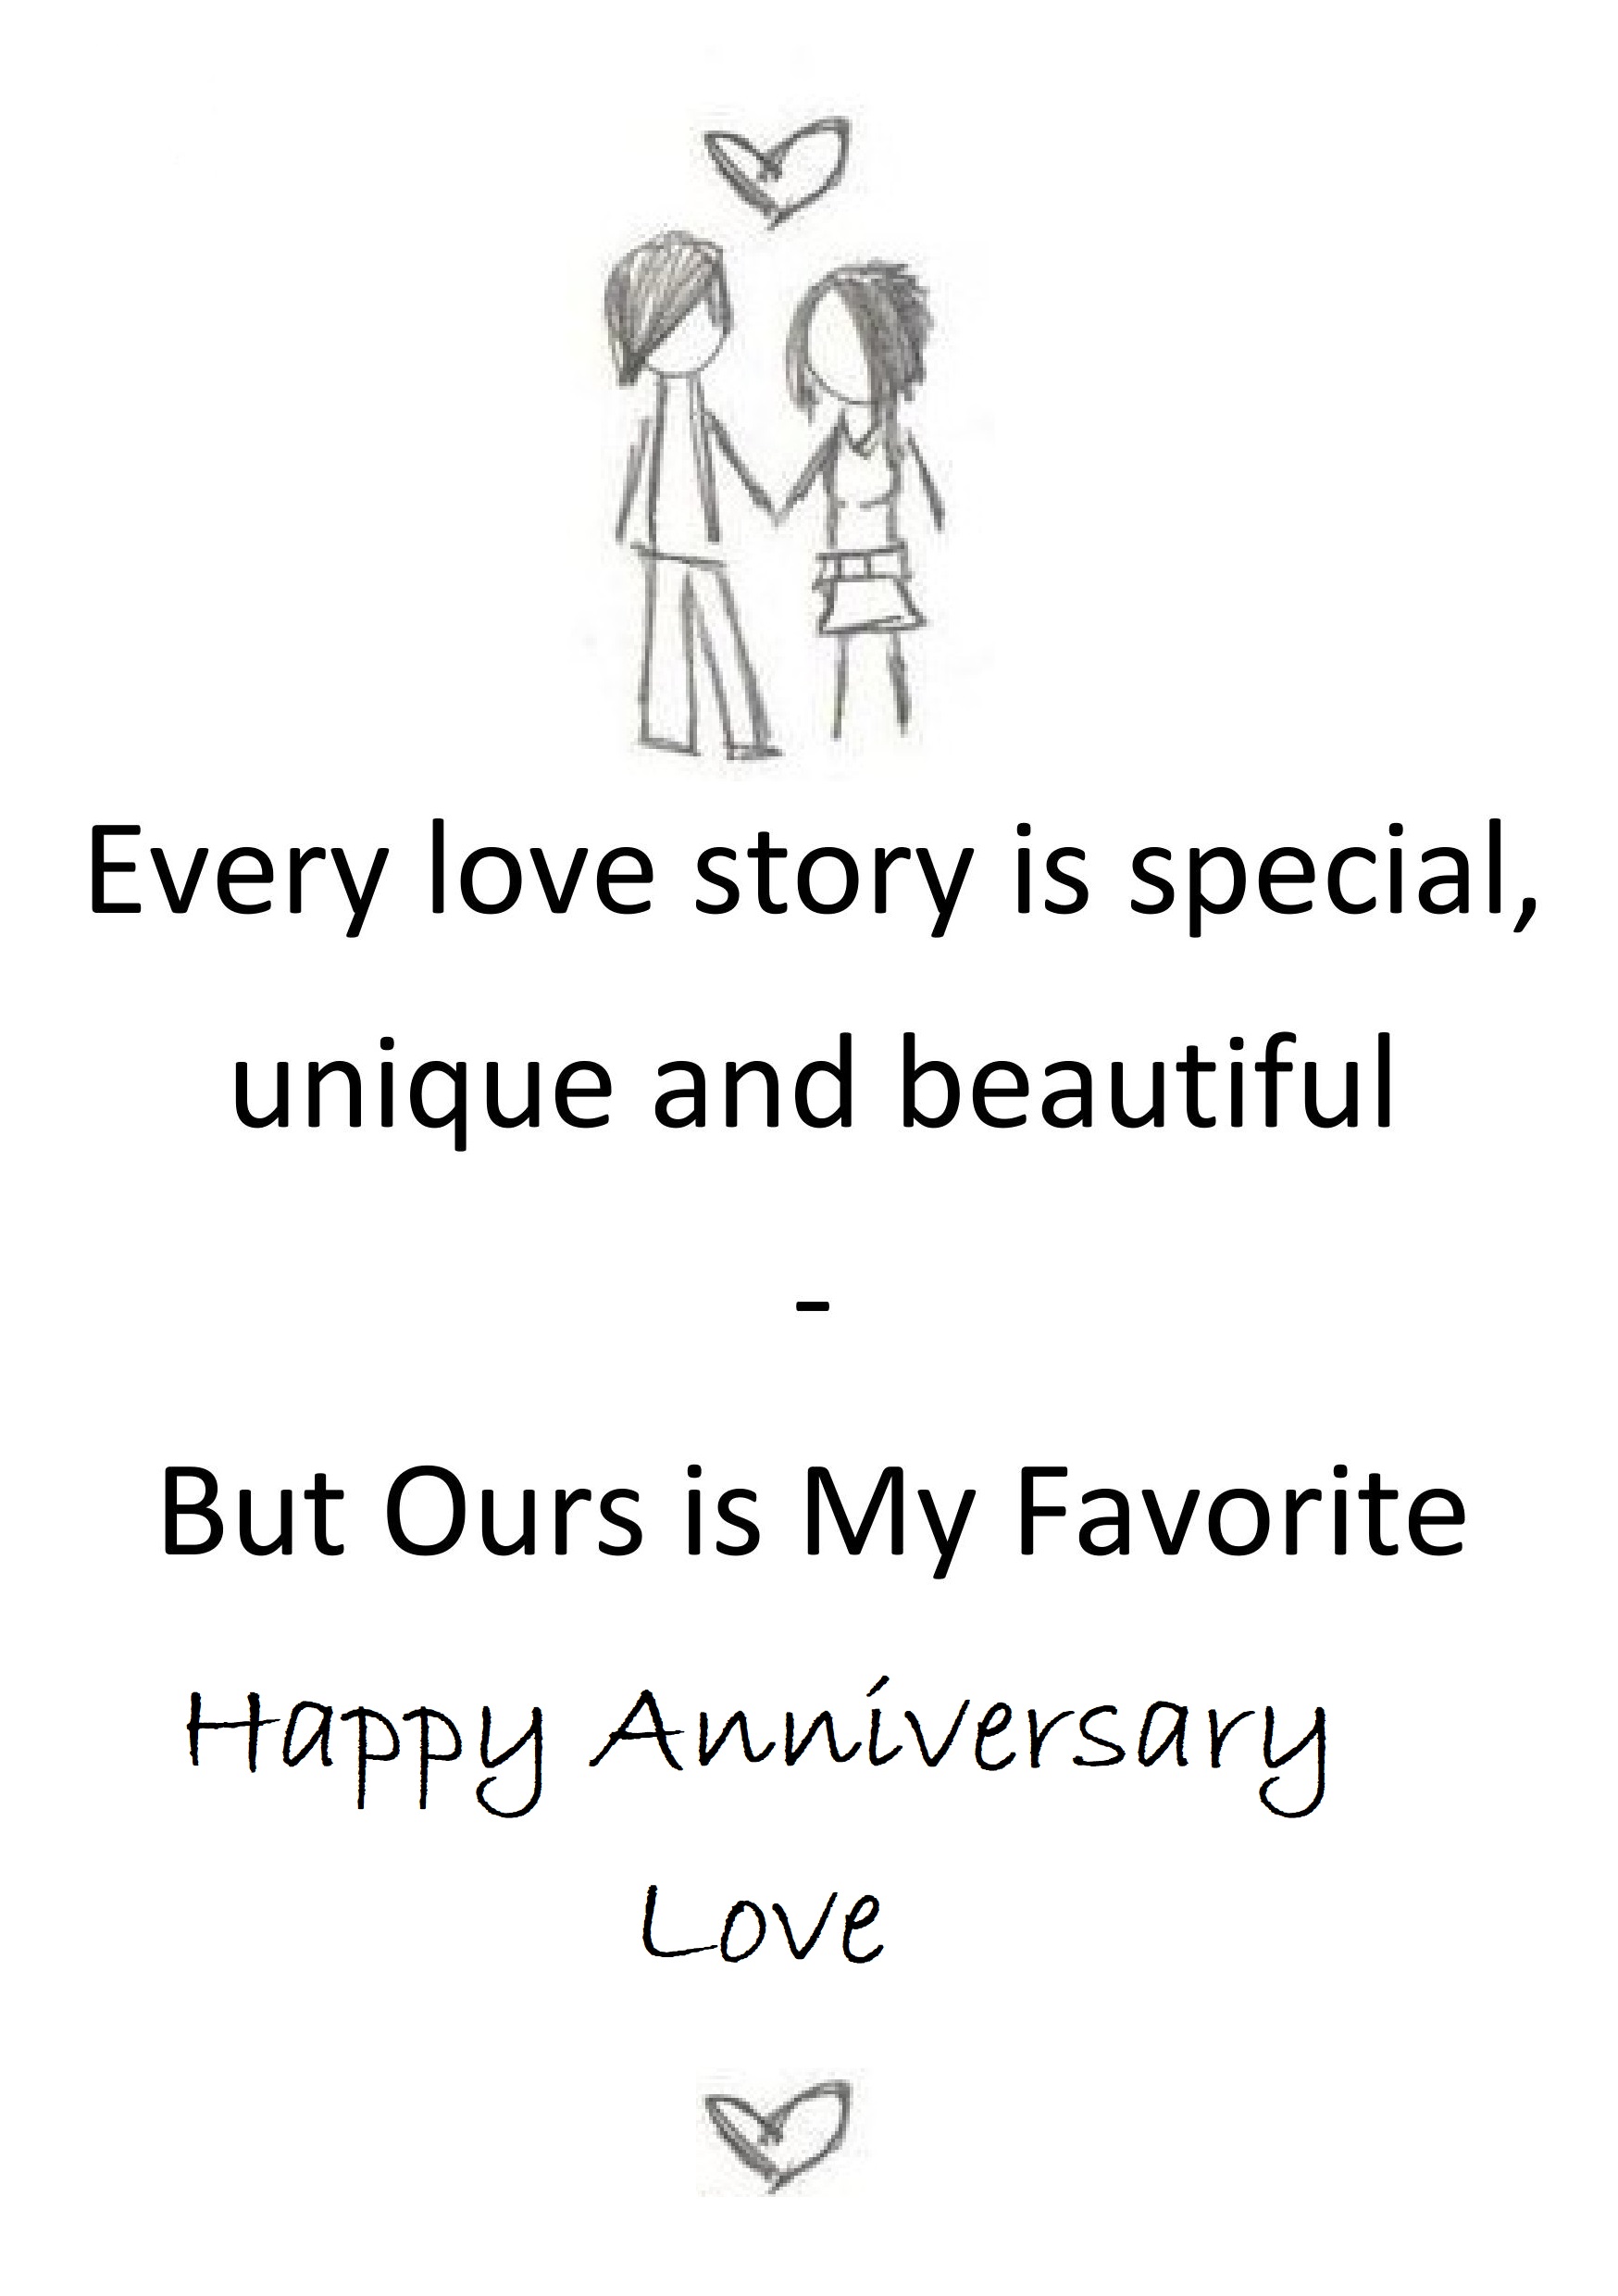 Every love story is special,
unique and beautiful
-
But Ours is My Favorite
Happy Anniversary
Love